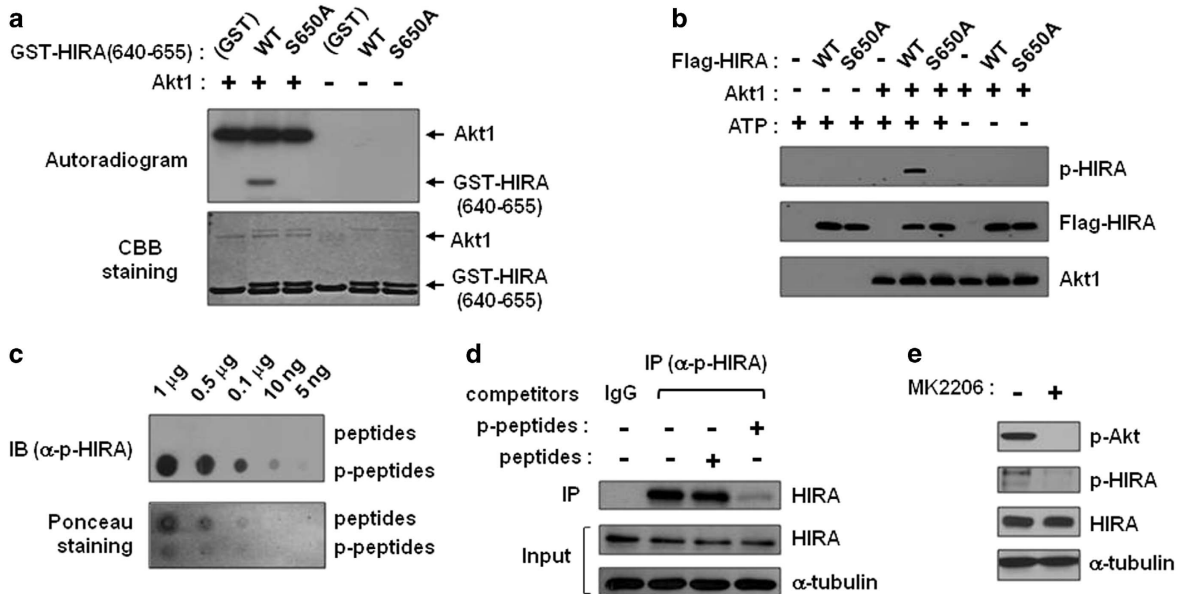 a
GST-HIRA(640-655) : (GST) WT S650A (GST) WT S650A
Akt1 : + + + - - -
Autoradiogram
Akt1
GST-HIRA
(640-655)
CBB
staining
Akt1
GST-HIRA
(640-655)
b
Flag-HIRA : - WT S650A - WT S650A - WT S650A
Akt1 : - - - + + + + + +
ATP : + + + + + + - - -
p-HIRA
Flag-HIRA
Akt1
c
1 μg 0.5 μg 0.1 μg 10 ng 5 ng
IB (α-p-HIRA)
peptides
p-peptides
Ponceau
staining
peptides
p-peptides
d
IP (α-p-HIRA)
competitors IgG
p-peptides : - - - +
peptides : - - + -
IP HIRA
Input
HIRA
α-tubulin
e
MK2206 : - +
p-Akt
p-HIRA
HIRA
α-tubulin